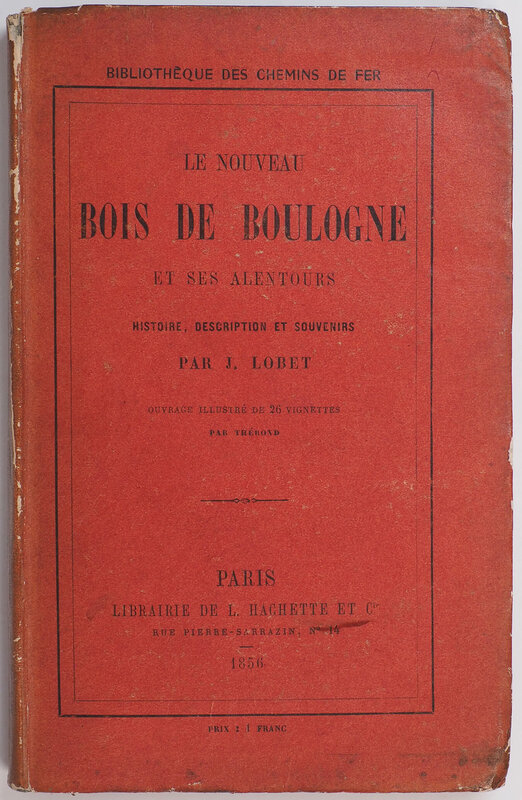 BIBLIOTHÈQUE DES CHEMINS DE FER
LE NOUVEAU
BOIS DE BOULOGNE
ET SES ALENTOURS
HISTOIRE, DESCRIPTION ET SOUVENIRS
PAR J. LOBET
OUVRAGE ILLUSTRÉ DE 26 VIGNETTES
PAR THÉROND
PARIS
LIBRAIRIE DE L. HACHETTE ET Cie
RUE PIERRE-SARRAZIN, N° 14
1856
PRIX : 1 FRANC